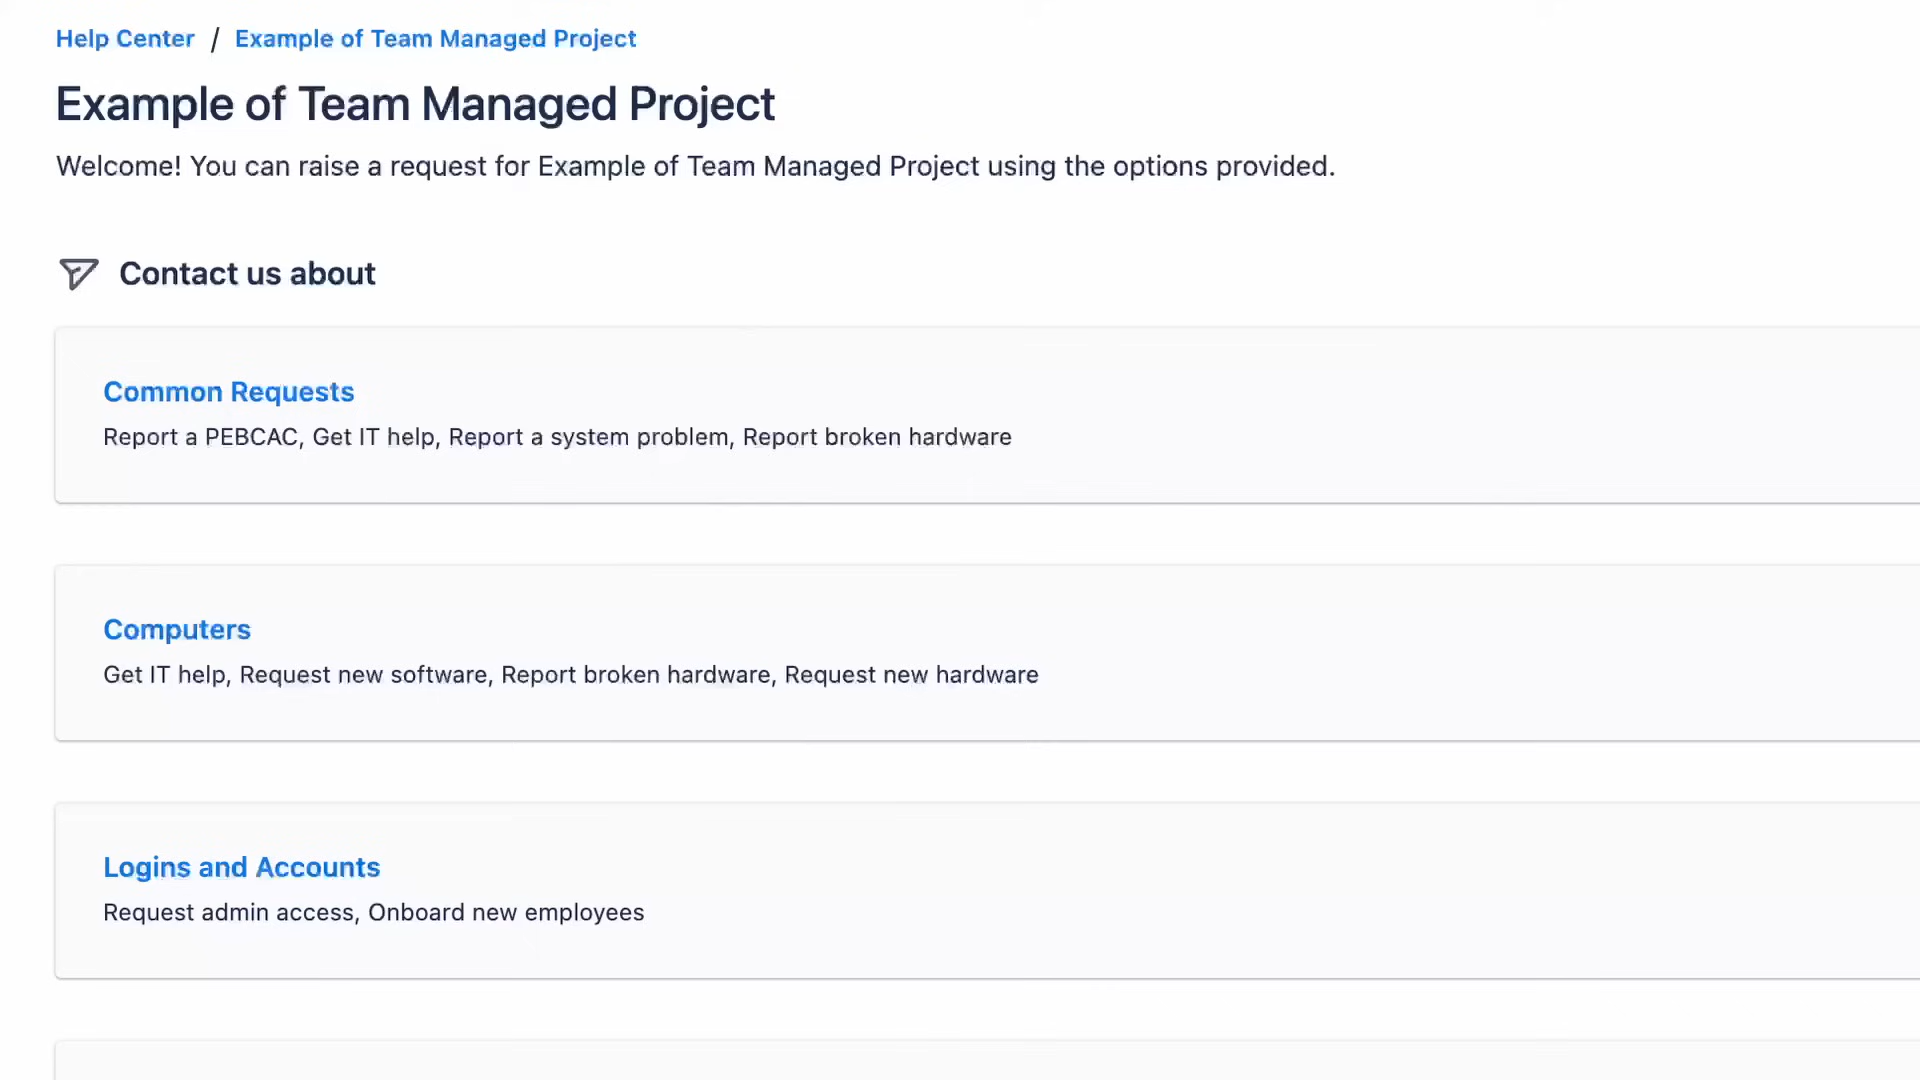 Help Center / Example of Team Managed Project
Example of Team Managed Project
Welcome! You can raise a request for Example of Team Managed Project using the options provided.
Contact us about
Common Requests
Report a PEBCAC, Get IT help, Report a system problem, Report broken hardware
Computers
Get IT help, Request new software, Report broken hardware, Request new hardware
Logins and Accounts
Request admin access, Onboard new employees